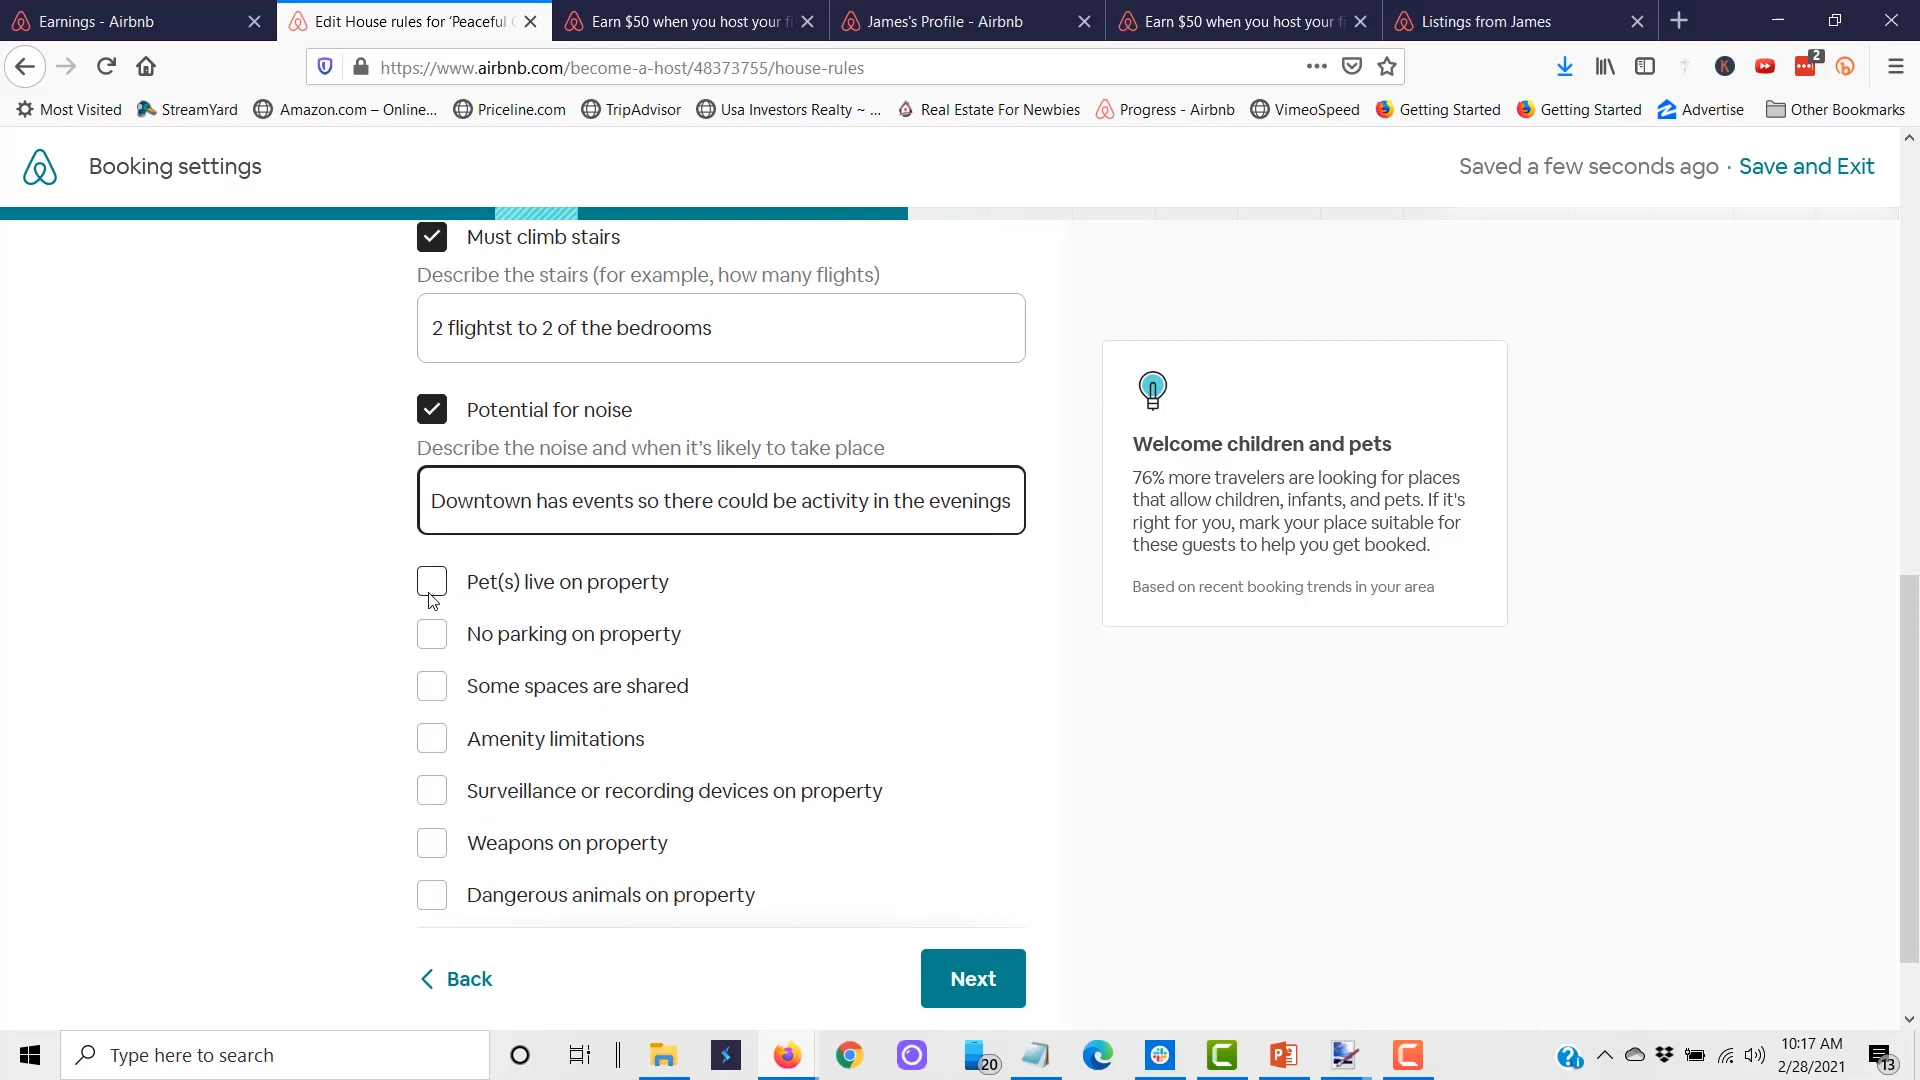 Earnings - Airbnb
Edit House rules for 'Peaceful
Earn $50 when you host your fi
James's Profile - Airbnb
Earn $50 when you host your fi
Listings from James
https://www.airbnb.com/become-a-host/48373755/house-rules
2
Most Visited
StreamYard
Amazon.com – Online...
Priceline.com
TripAdvisor
Usa Investors Realty ~ ...
Real Estate For Newbies
Progress - Airbnb
VimeoSpeed
Getting Started
Getting Started
Advertise
Other Bookmarks
Booking settings
Saved a few seconds ago · Save and Exit
Must climb stairs
Describe the stairs (for example, how many flights)
2 flightst to 2 of the bedrooms
Potential for noise
Describe the noise and when it's likely to take place
Downtown has events so there could be activity in the evenings
Pet(s) live on property
No parking on property
Some spaces are shared
Amenity limitations
Surveillance or recording devices on property
Weapons on property
Dangerous animals on property
Back
Next
Welcome children and pets
76% more travelers are looking for places
that allow children, infants, and pets. If it's
right for you, mark your place suitable for
these guests to help you get booked.
Based on recent booking trends in your area
Type here to search
20
10:17 AM
2/28/2021
13